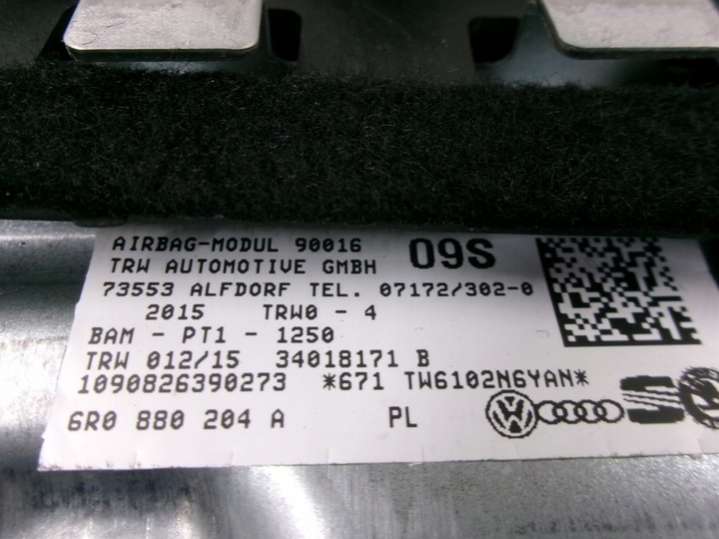 AIRBAG-MODUL 90016 09S
TRW AUTOMOTIVE GMBH
73553 ALFDORF TEL. 07172/302-0
2015 TRW0 - 4
BAM - PT1 - 1250
TRW 012/15 34018171 B
1090826390273 *671 TW6102N6YAN*
6R0 880 204 A PL